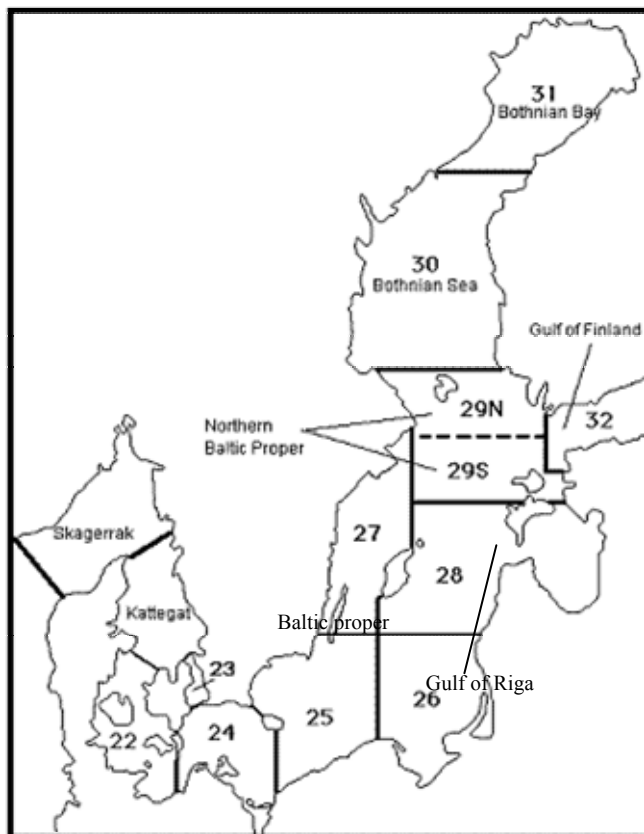 31
Bothnian Bay
30
Bothnian Sea
Gulf of Finland
29N
32
Northern
Baltic Proper
29S
Skagerrak
27
28
Kattegat
Baltic proper
23
Gulf of Riga
26
25
24
22